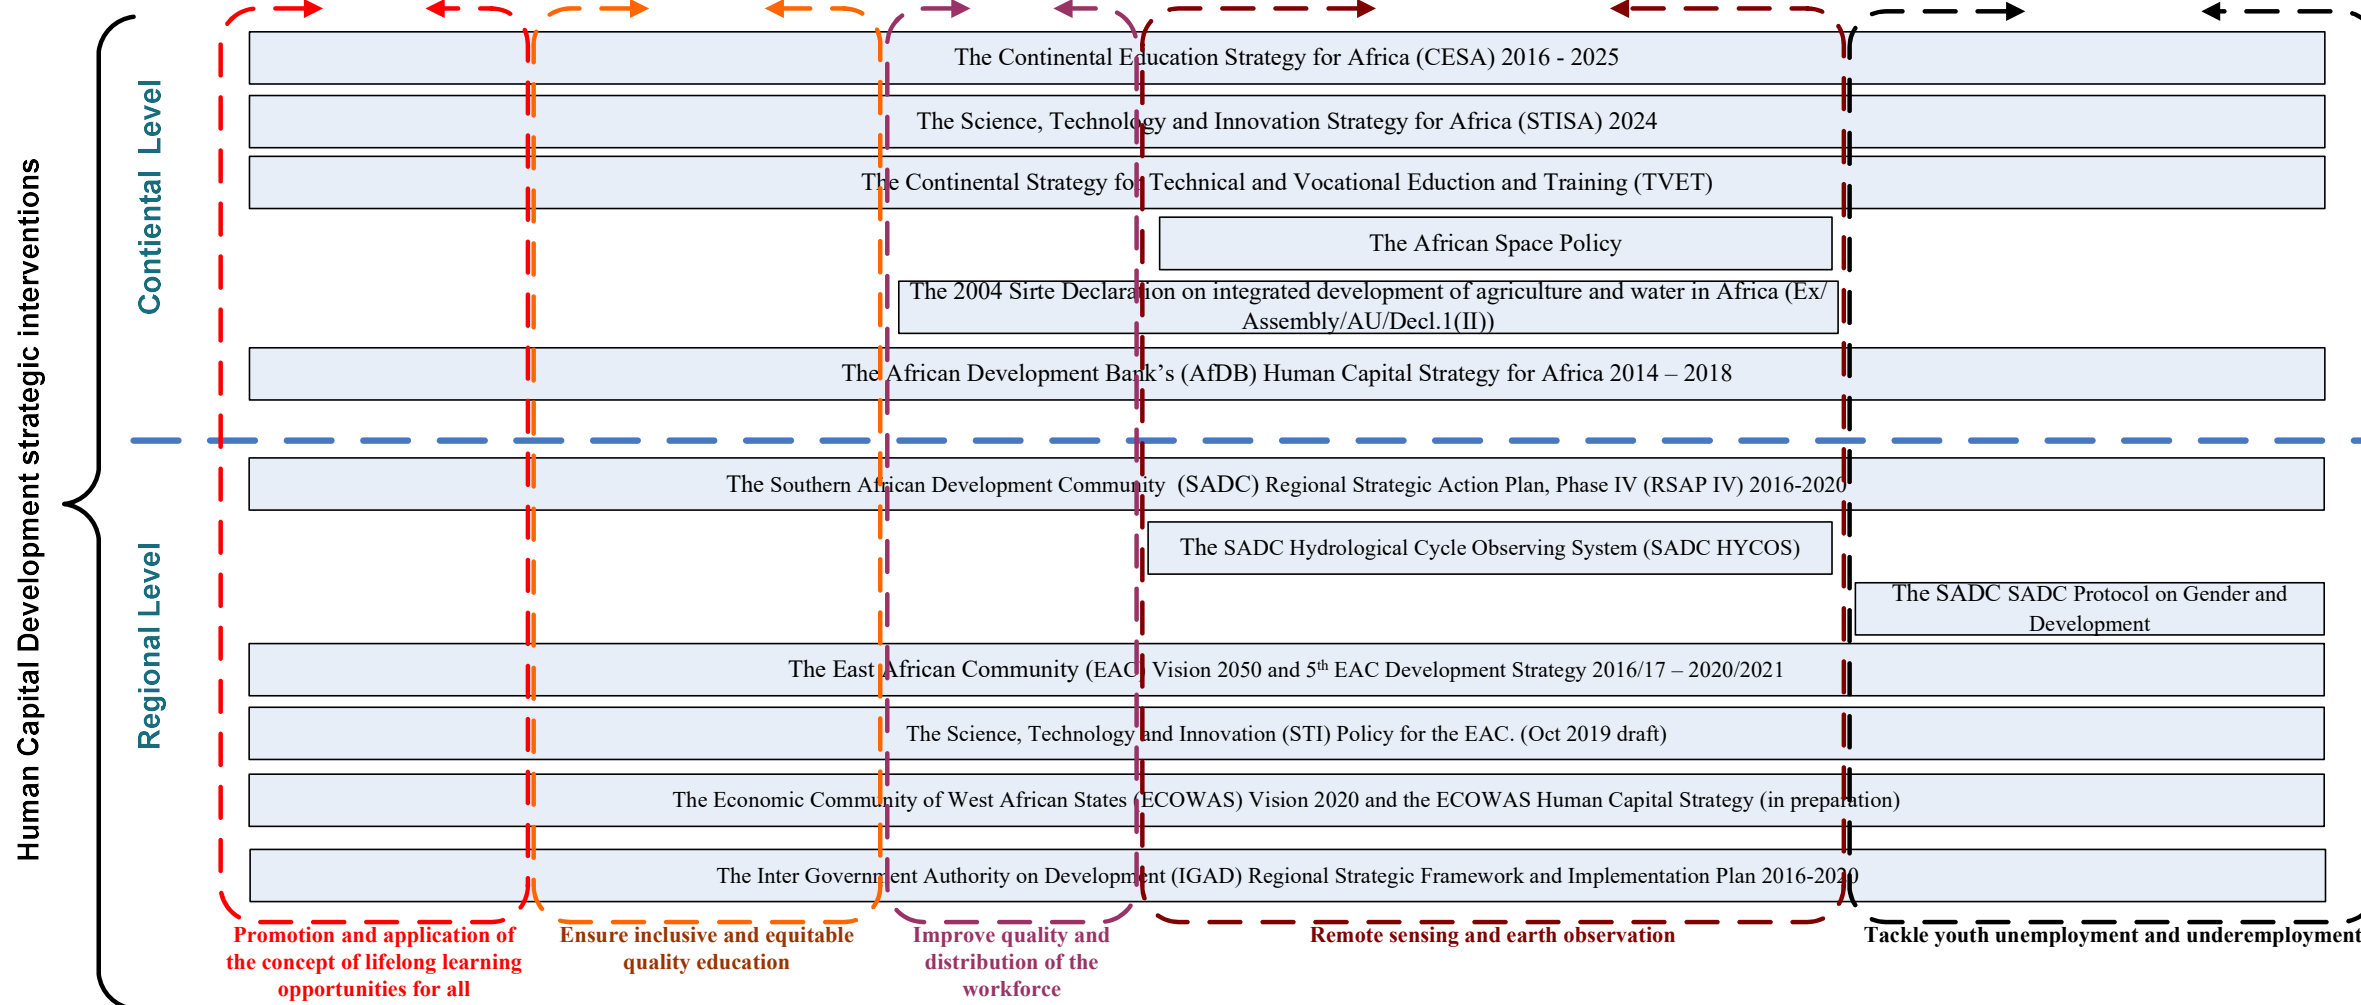 Human Capital Development strategic interventions
Contiental Level
The Continental Education Strategy for Africa (CESA) 2016 - 2025
The Science, Technology and Innovation Strategy for Africa (STISA) 2024
The Continental Strategy for Technical and Vocational Eduction and Training (TVET)
The African Space Policy
The 2004 Sirte Declaration on integrated development of agriculture and water in Africa (Ex/
Assembly/AU/Decl.1(II))
The African Development Bank’s (AfDB) Human Capital Strategy for Africa 2014 – 2018
Regional Level
The Southern African Development Community (SADC) Regional Strategic Action Plan, Phase IV (RSAP IV) 2016-2020
The SADC Hydrological Cycle Observing System (SADC HYCOS)
The SADC SADC Protocol on Gender and
Development
The East African Community (EAC) Vision 2050 and 5th EAC Development Strategy 2016/17 – 2020/2021
The Science, Technology and Innovation (STI) Policy for the EAC. (Oct 2019 draft)
The Economic Community of West African States (ECOWAS) Vision 2020 and the ECOWAS Human Capital Strategy (in preparation)
The Inter Government Authority on Development (IGAD) Regional Strategic Framework and Implementation Plan 2016-2020
Promotion and application of
the concept of lifelong learning
opportunities for all
Ensure inclusive and equitable
quality education
Improve quality and
distribution of the
workforce
Remote sensing and earth observation
Tackle youth unemployment and underemployment